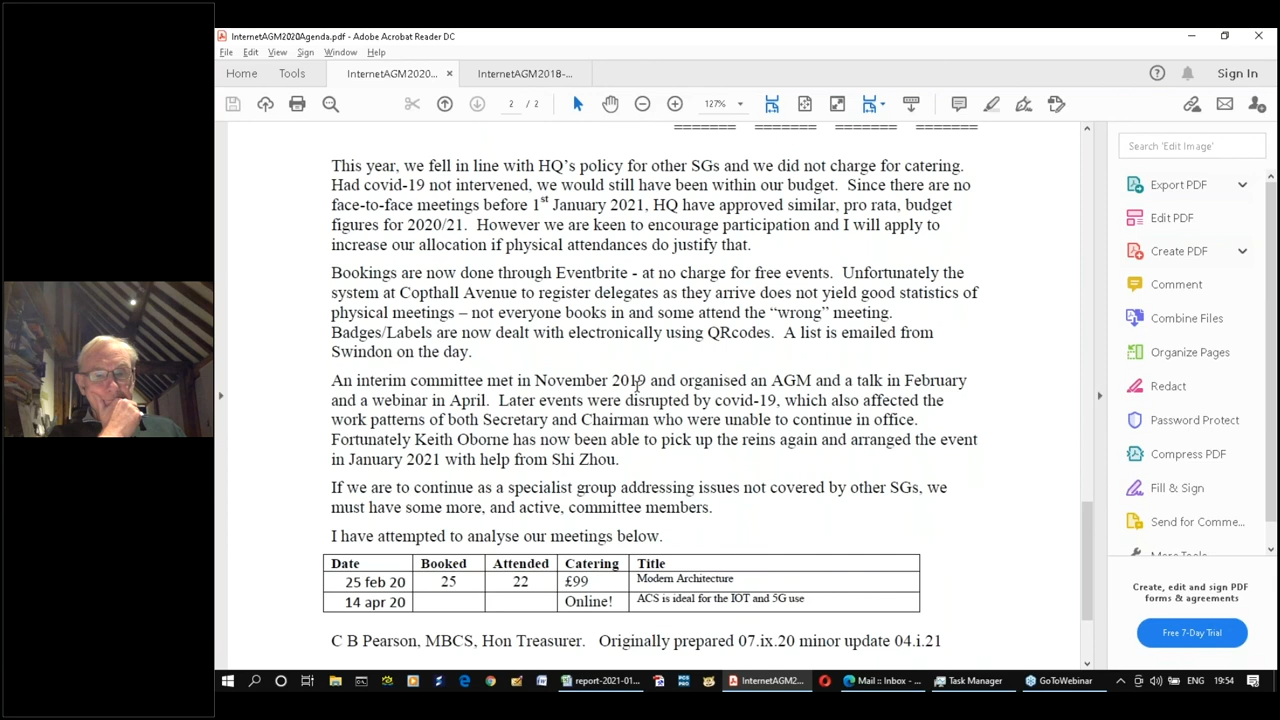 InternetAGM2020Agenda.pdf - Adobe Acrobat Reader DC
File Edit View Sign Window Help
Home Tools InternetAGM2020... × InternetAGM2018-... Sign In
2 / 2 127%
======= ======= ======= =======
This year, we fell in line with HQ's policy for other SGs and we did not charge for catering.
Had covid-19 not intervened, we would still have been within our budget. Since there are no
face-to-face meetings before 1st January 2021, HQ have approved similar, pro rata, budget
figures for 2020/21. However we are keen to encourage participation and I will apply to
increase our allocation if physical attendances do justify that.
Bookings are now done through Eventbrite - at no charge for free events. Unfortunately the
system at Copthall Avenue to register delegates as they arrive does not yield good statistics of
physical meetings – not everyone books in and some attend the “wrong” meeting.
Badges/Labels are now dealt with electronically using QRcodes. A list is emailed from
Swindon on the day.
An interim committee met in November 2019 and organised an AGM and a talk in February
and a webinar in April. Later events were disrupted by covid-19, which also affected the
work patterns of both Secretary and Chairman who were unable to continue in office.
Fortunately Keith Oborne has now been able to pick up the reins again and arranged the event
in January 2021 with help from Shi Zhou.
If we are to continue as a specialist group addressing issues not covered by other SGs, we
must have some more, and active, committee members.
I have attempted to analyse our meetings below.
Date Booked Attended Catering Title
25 feb 20 25 22 £99 Modern Architecture
14 apr 20 Online! ACS is ideal for the IOT and 5G use
C B Pearson, MBCS, Hon Treasurer. Originally prepared 07.ix.20 minor update 04.i.21
Search 'Edit Image'
Export PDF
Edit PDF
Create PDF
Comment
Combine Files
Organize Pages
Redact
Password Protect
Compress PDF
Fill & Sign
Send for Comme...
Create, edit and sign PDF
forms & agreements
Free 7-Day Trial
report-2021-01... InternetAGM2... Mail :: Inbox - ... Task Manager GoToWebinar ENG 19:54